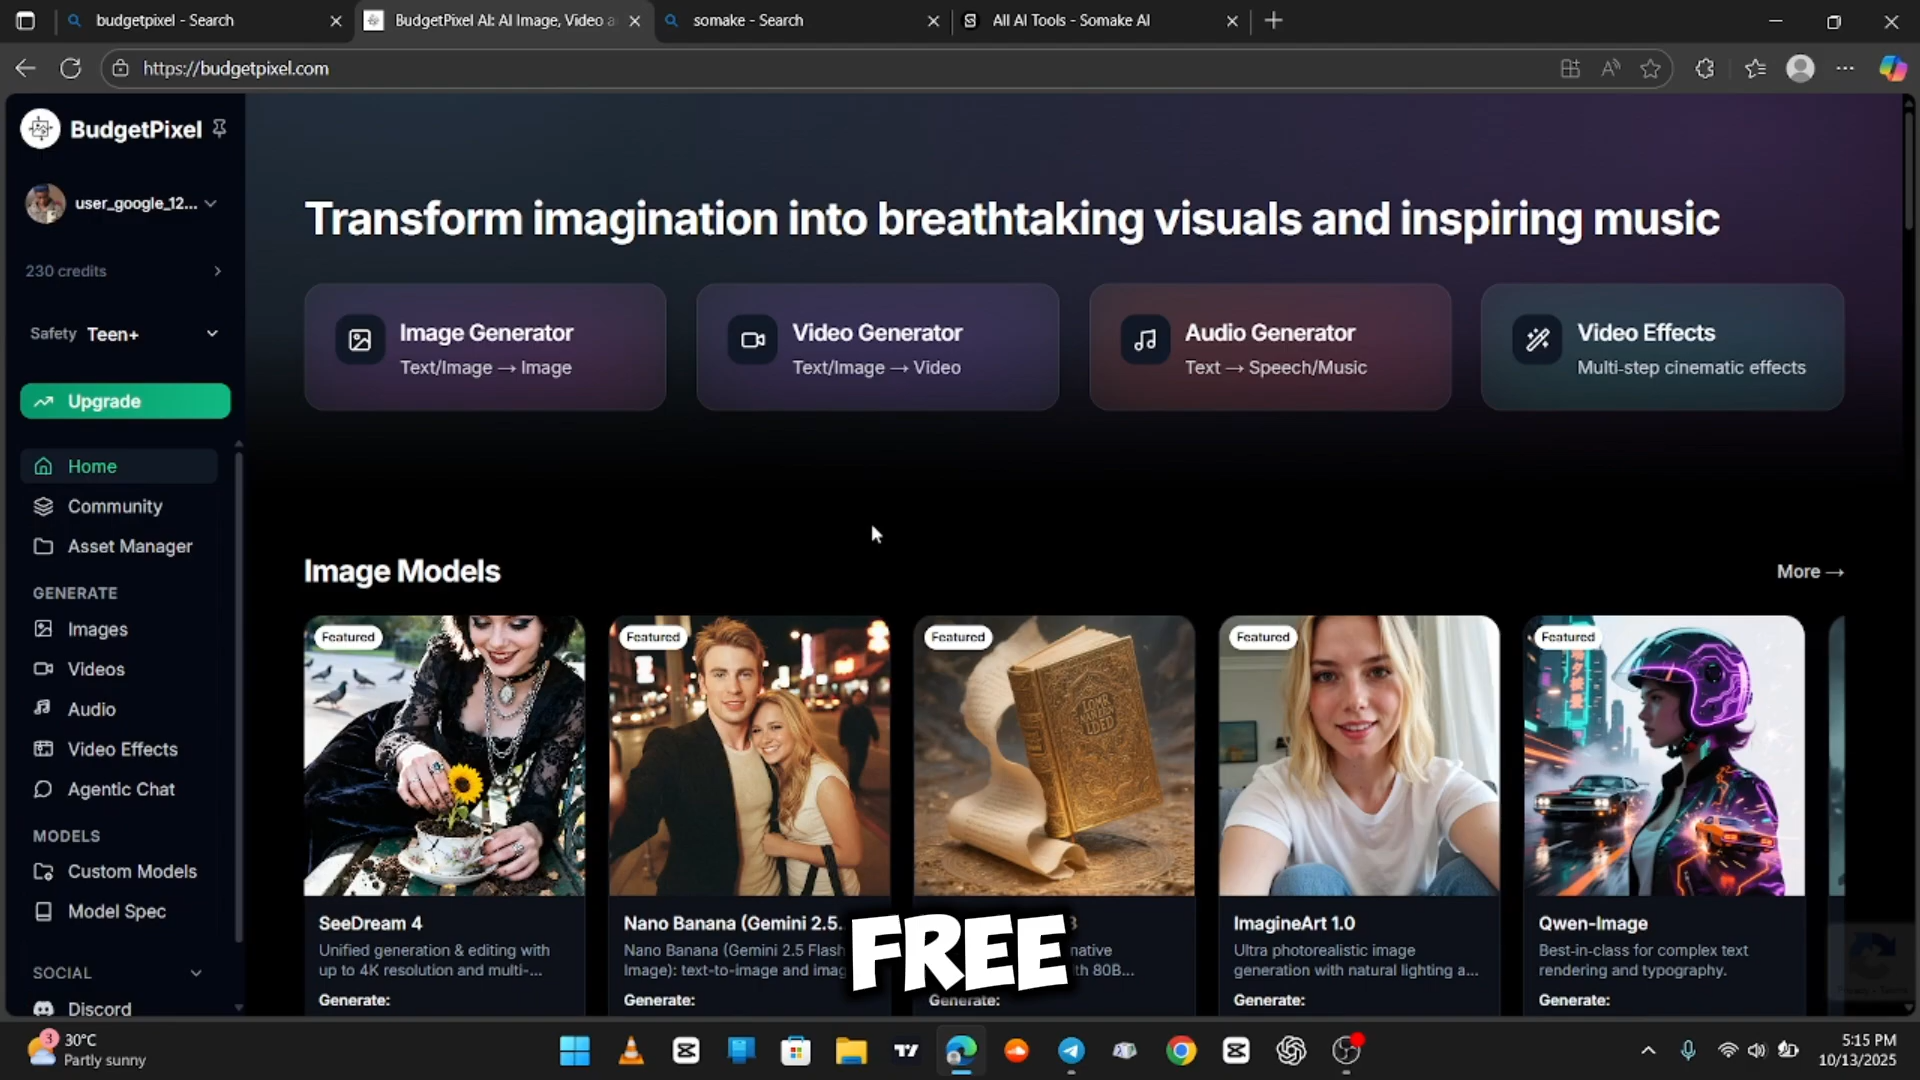 budgetpixel - Search
BudgetPixel AI: AI Image, Video a
somake - Search
All AI Tools - Somake AI
https://budgetpixel.com
BudgetPixel
user_google_12...
230 credits
Safety Teen+
Upgrade
Home
Community
Asset Manager
GENERATE
Images
Videos
Audio
Video Effects
Agentic Chat
MODELS
Custom Models
Model Spec
SOCIAL
Discord
Transform imagination into breathtaking visuals and inspiring music
Image Generator
Text/Image → Image
Video Generator
Text/Image → Video
Audio Generator
Text → Speech/Music
Video Effects
Multi-step cinematic effects
Image Models
More →
Featured
Featured
Featured
Featured
Featured
SeeDream 4
Unified generation & editing with
up to 4K resolution and multi-...
Generate:
Nano Banana (Gemini 2.5...
Nano Banana (Gemini 2.5 Flash
Image): text-to-image and imag
Generate:
3
native
th 80B...
Generate:
ImagineArt 1.0
Ultra photorealistic image
generation with natural lighting a...
Generate:
Qwen-Image
Best-in-class for complex text
rendering and typography.
Generate:
FREE
3
30°C
Partly sunny
5:15 PM
10/13/2025